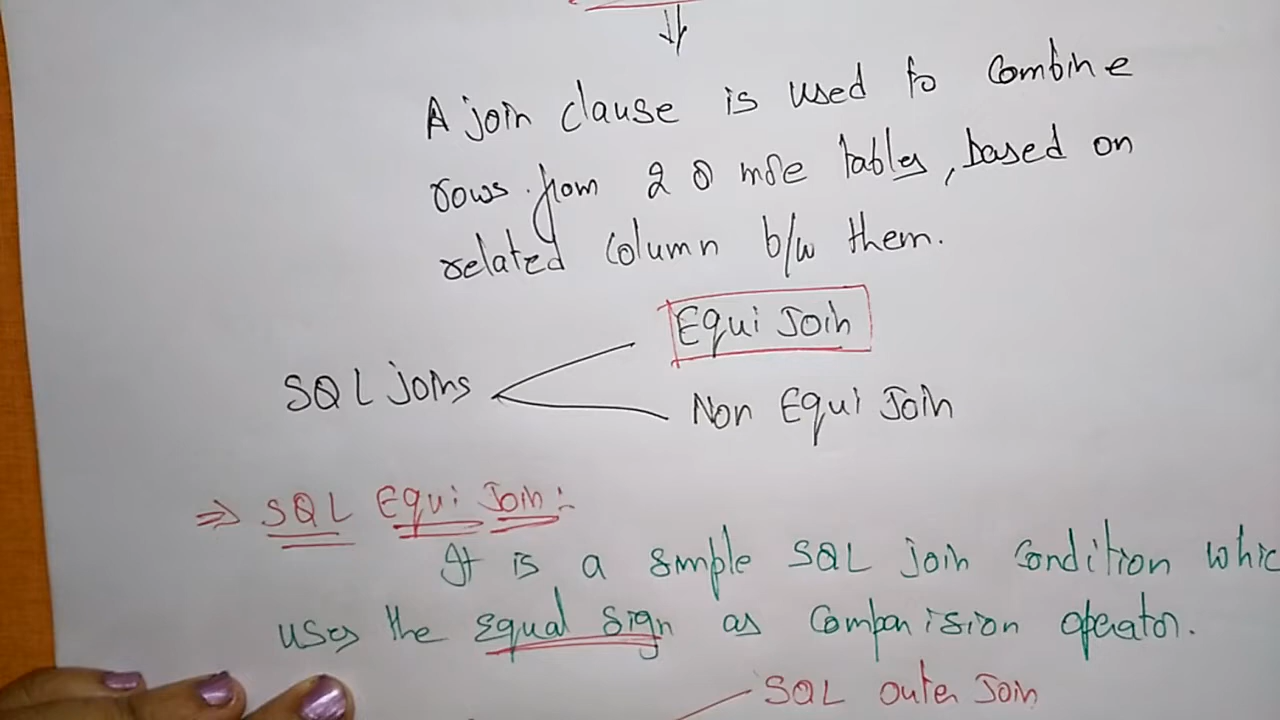 A join clause is used to combine
rows from 2 or more tables, based on
related column b/w them.
Equi Join
SQL joins
Non Equi Join
⇒ SQL Equi Join:-
It is a simple SQL join condition whic
uses the equal sign as comparision operator.
SQL outer Join